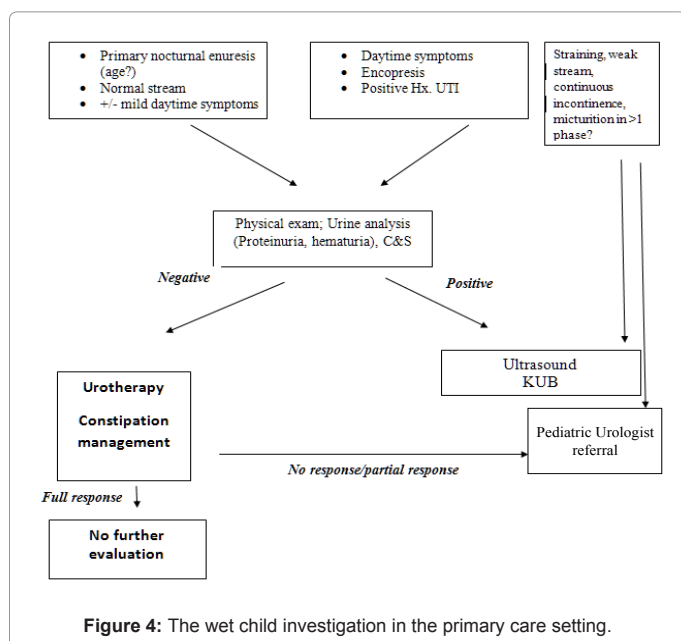 • Primary nocturnal enuresis
(age?)
• Normal stream
• +/- mild daytime symptoms
• Daytime symptoms
• Encopresis
• Positive Hx. UTI
Straining, weak
stream,
continuous
incontinence,
micturition in >1
phase?
Physical exam; Urine analysis
(Proteinuria, hematuria), C&S
Negative
Positive
Ultrasound
KUB
Urotherapy
Constipation
management
Pediatric Urologist
referral
No response/partial response
Full response
No further
evaluation
Figure 4: The wet child investigation in the primary care setting.